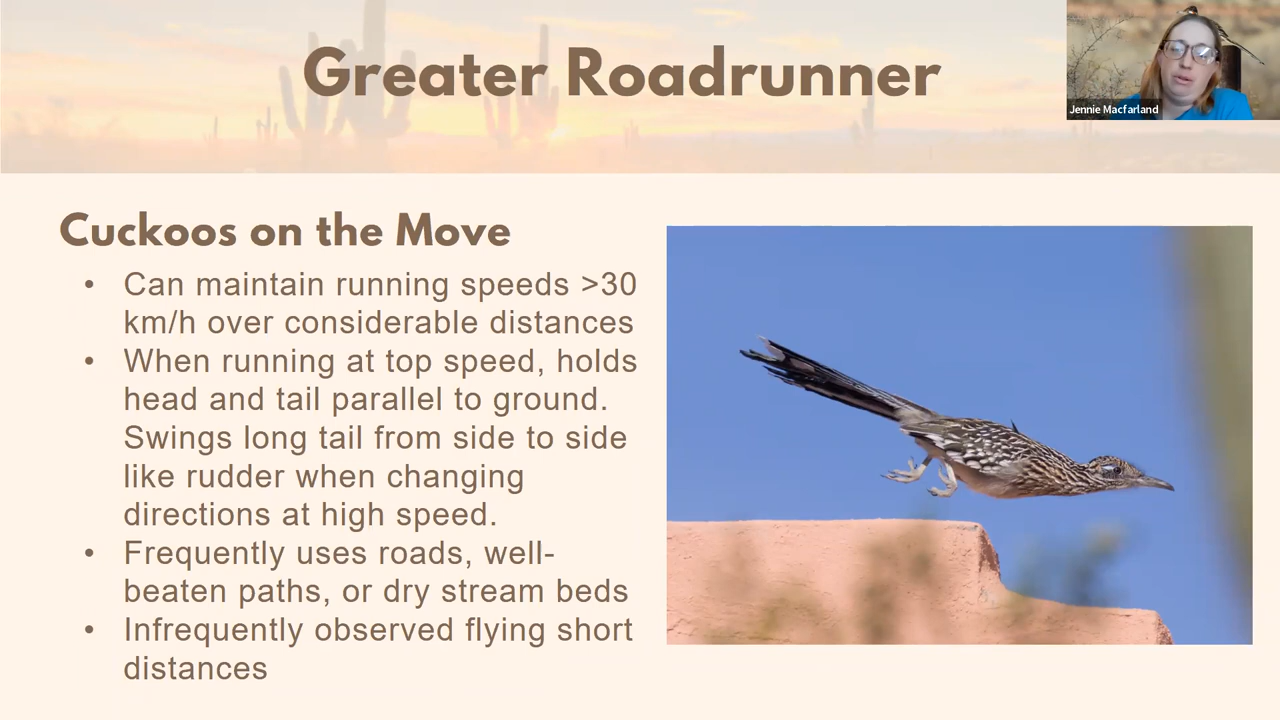 Greater Roadrunner
Jennie Macfarland
Cuckoos on the Move
• Can maintain running speeds >30
km/h over considerable distances
• When running at top speed, holds
head and tail parallel to ground.
Swings long tail from side to side
like rudder when changing
directions at high speed.
• Frequently uses roads, well-
beaten paths, or dry stream beds
• Infrequently observed flying short
distances